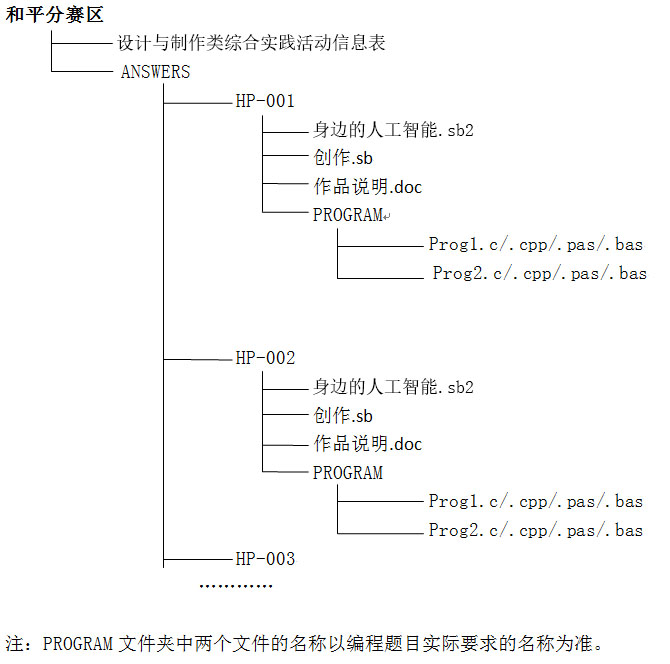 和平分赛区
设计与制作类综合实践活动信息表
ANSWERS
HP-001
身边的人工智能.sb2
创作.sb
作品说明.doc
PROGRAM↵
Prog1.c/.cpp/.pas/.bas
Prog2.c/.cpp/.pas/.bas
HP-002
身边的人工智能.sb2
创作.sb
作品说明.doc
PROGRAM
Prog1.c/.cpp/.pas/.bas
Prog2.c/.cpp/.pas/.bas
HP-003
…………
注：PROGRAM 文件夹中两个文件的名称以编程题目实际要求的名称为准。